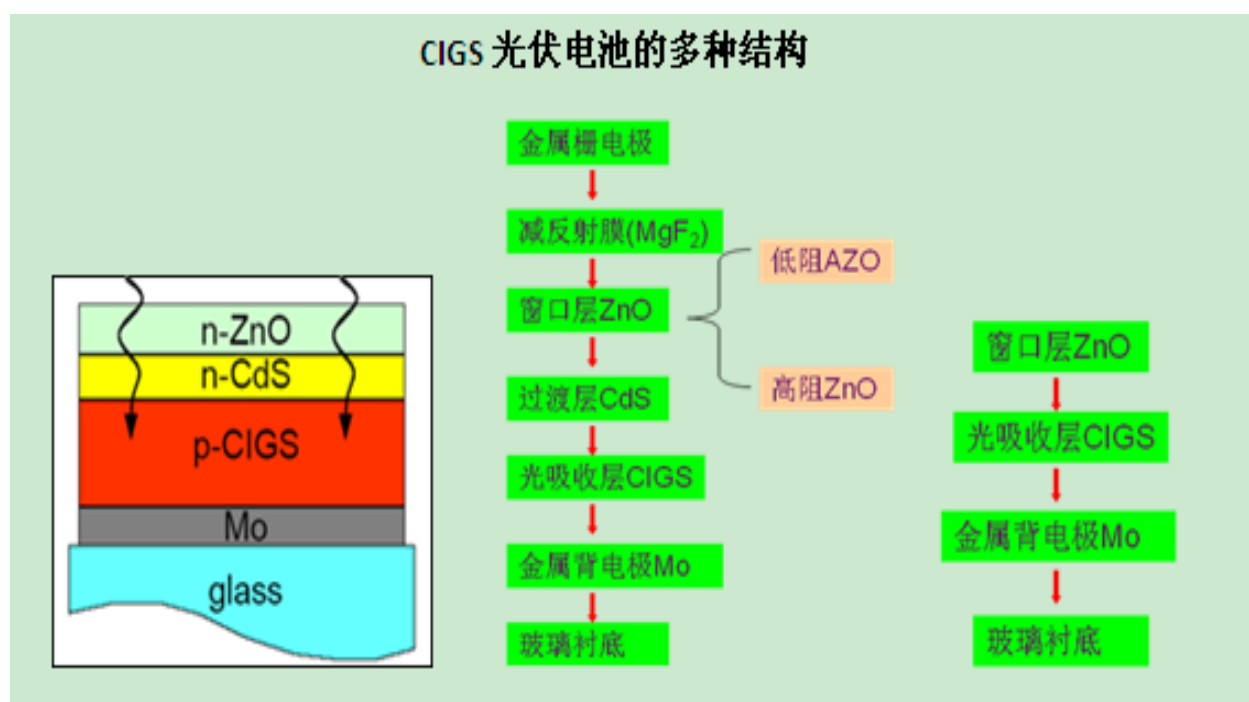 CIGS 光伏电池的多种结构
n-ZnO
n-CdS
p-CIGS
Mo
glass
金属栅电极
减反射膜(MgF₂)
窗口层ZnO
过渡层CdS
光吸收层CIGS
金属背电极Mo
玻璃衬底
低阻AZO
高阻ZnO
窗口层ZnO
光吸收层CIGS
金属背电极Mo
玻璃衬底